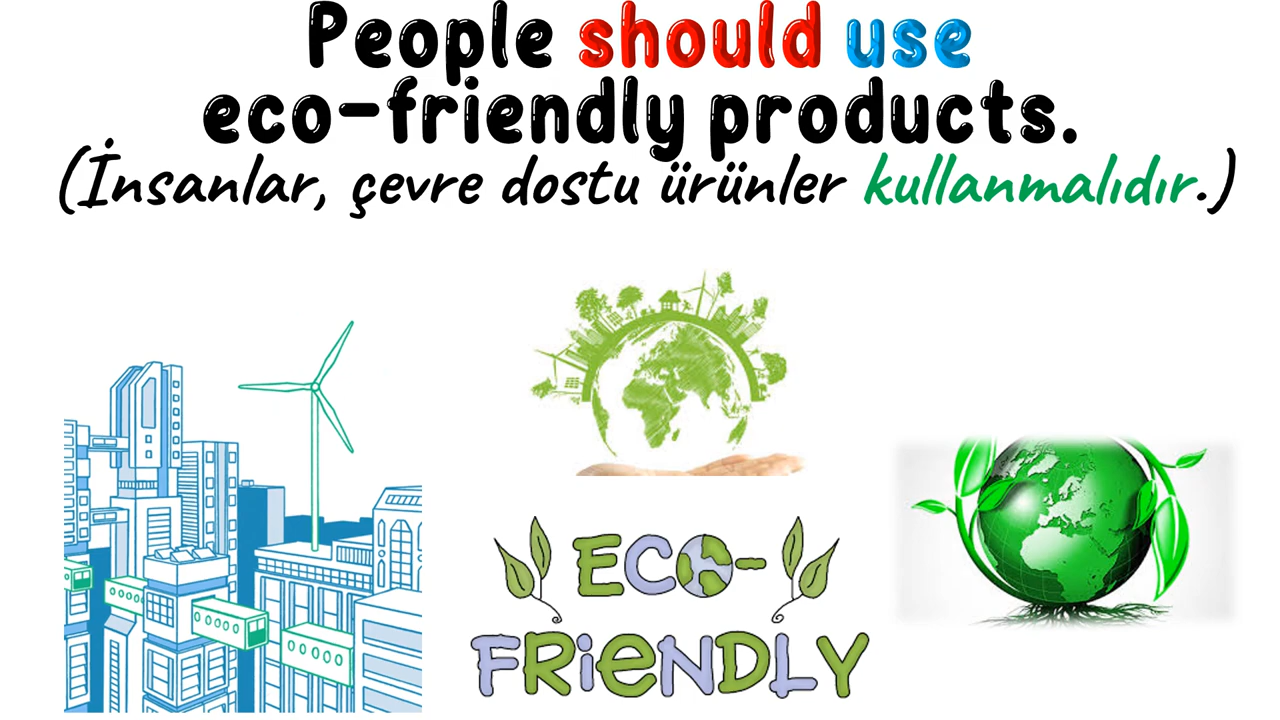 People should use
eco-friendly products.
(İnsanlar, çevre dostu ürünler kullanmalıdır.)
ECO-
FRiENDLY